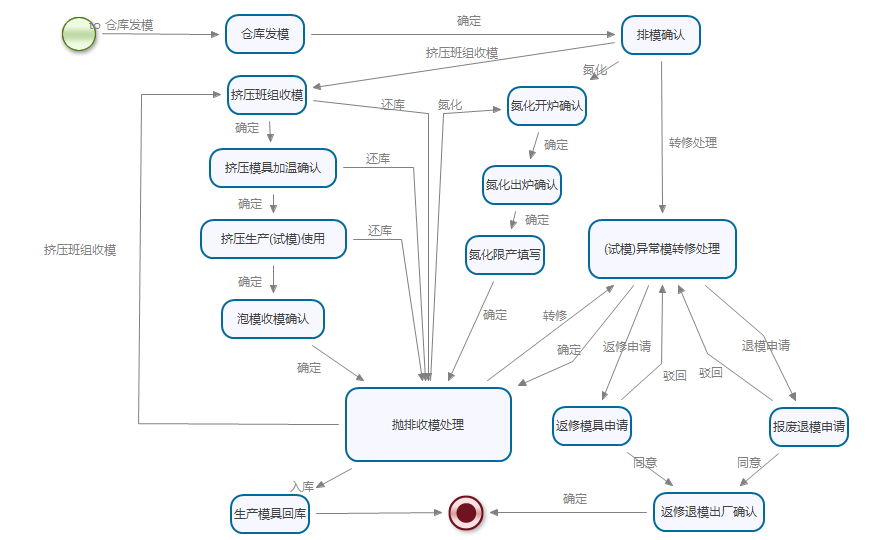 to 仓库发模
仓库发模
确定
排模确认
挤压班组收模
氮化
挤压班组收模
还库
氮化
氮化开炉确认
确定
确定
转修处理
挤压模具加温确认
还库
氮化出炉确认
确定
确定
挤压生产(试模)使用
还库
挤压班组收模
氮化限产填写
(试模)异常模转修处理
确定
泡模收模确认
确定
转修
确定
返修申请
退模申请
确定
驳回
驳回
抛排收模处理
返修模具申请
报废退模申请
同意
同意
入库
生产模具回库
确定
返修退模出厂确认